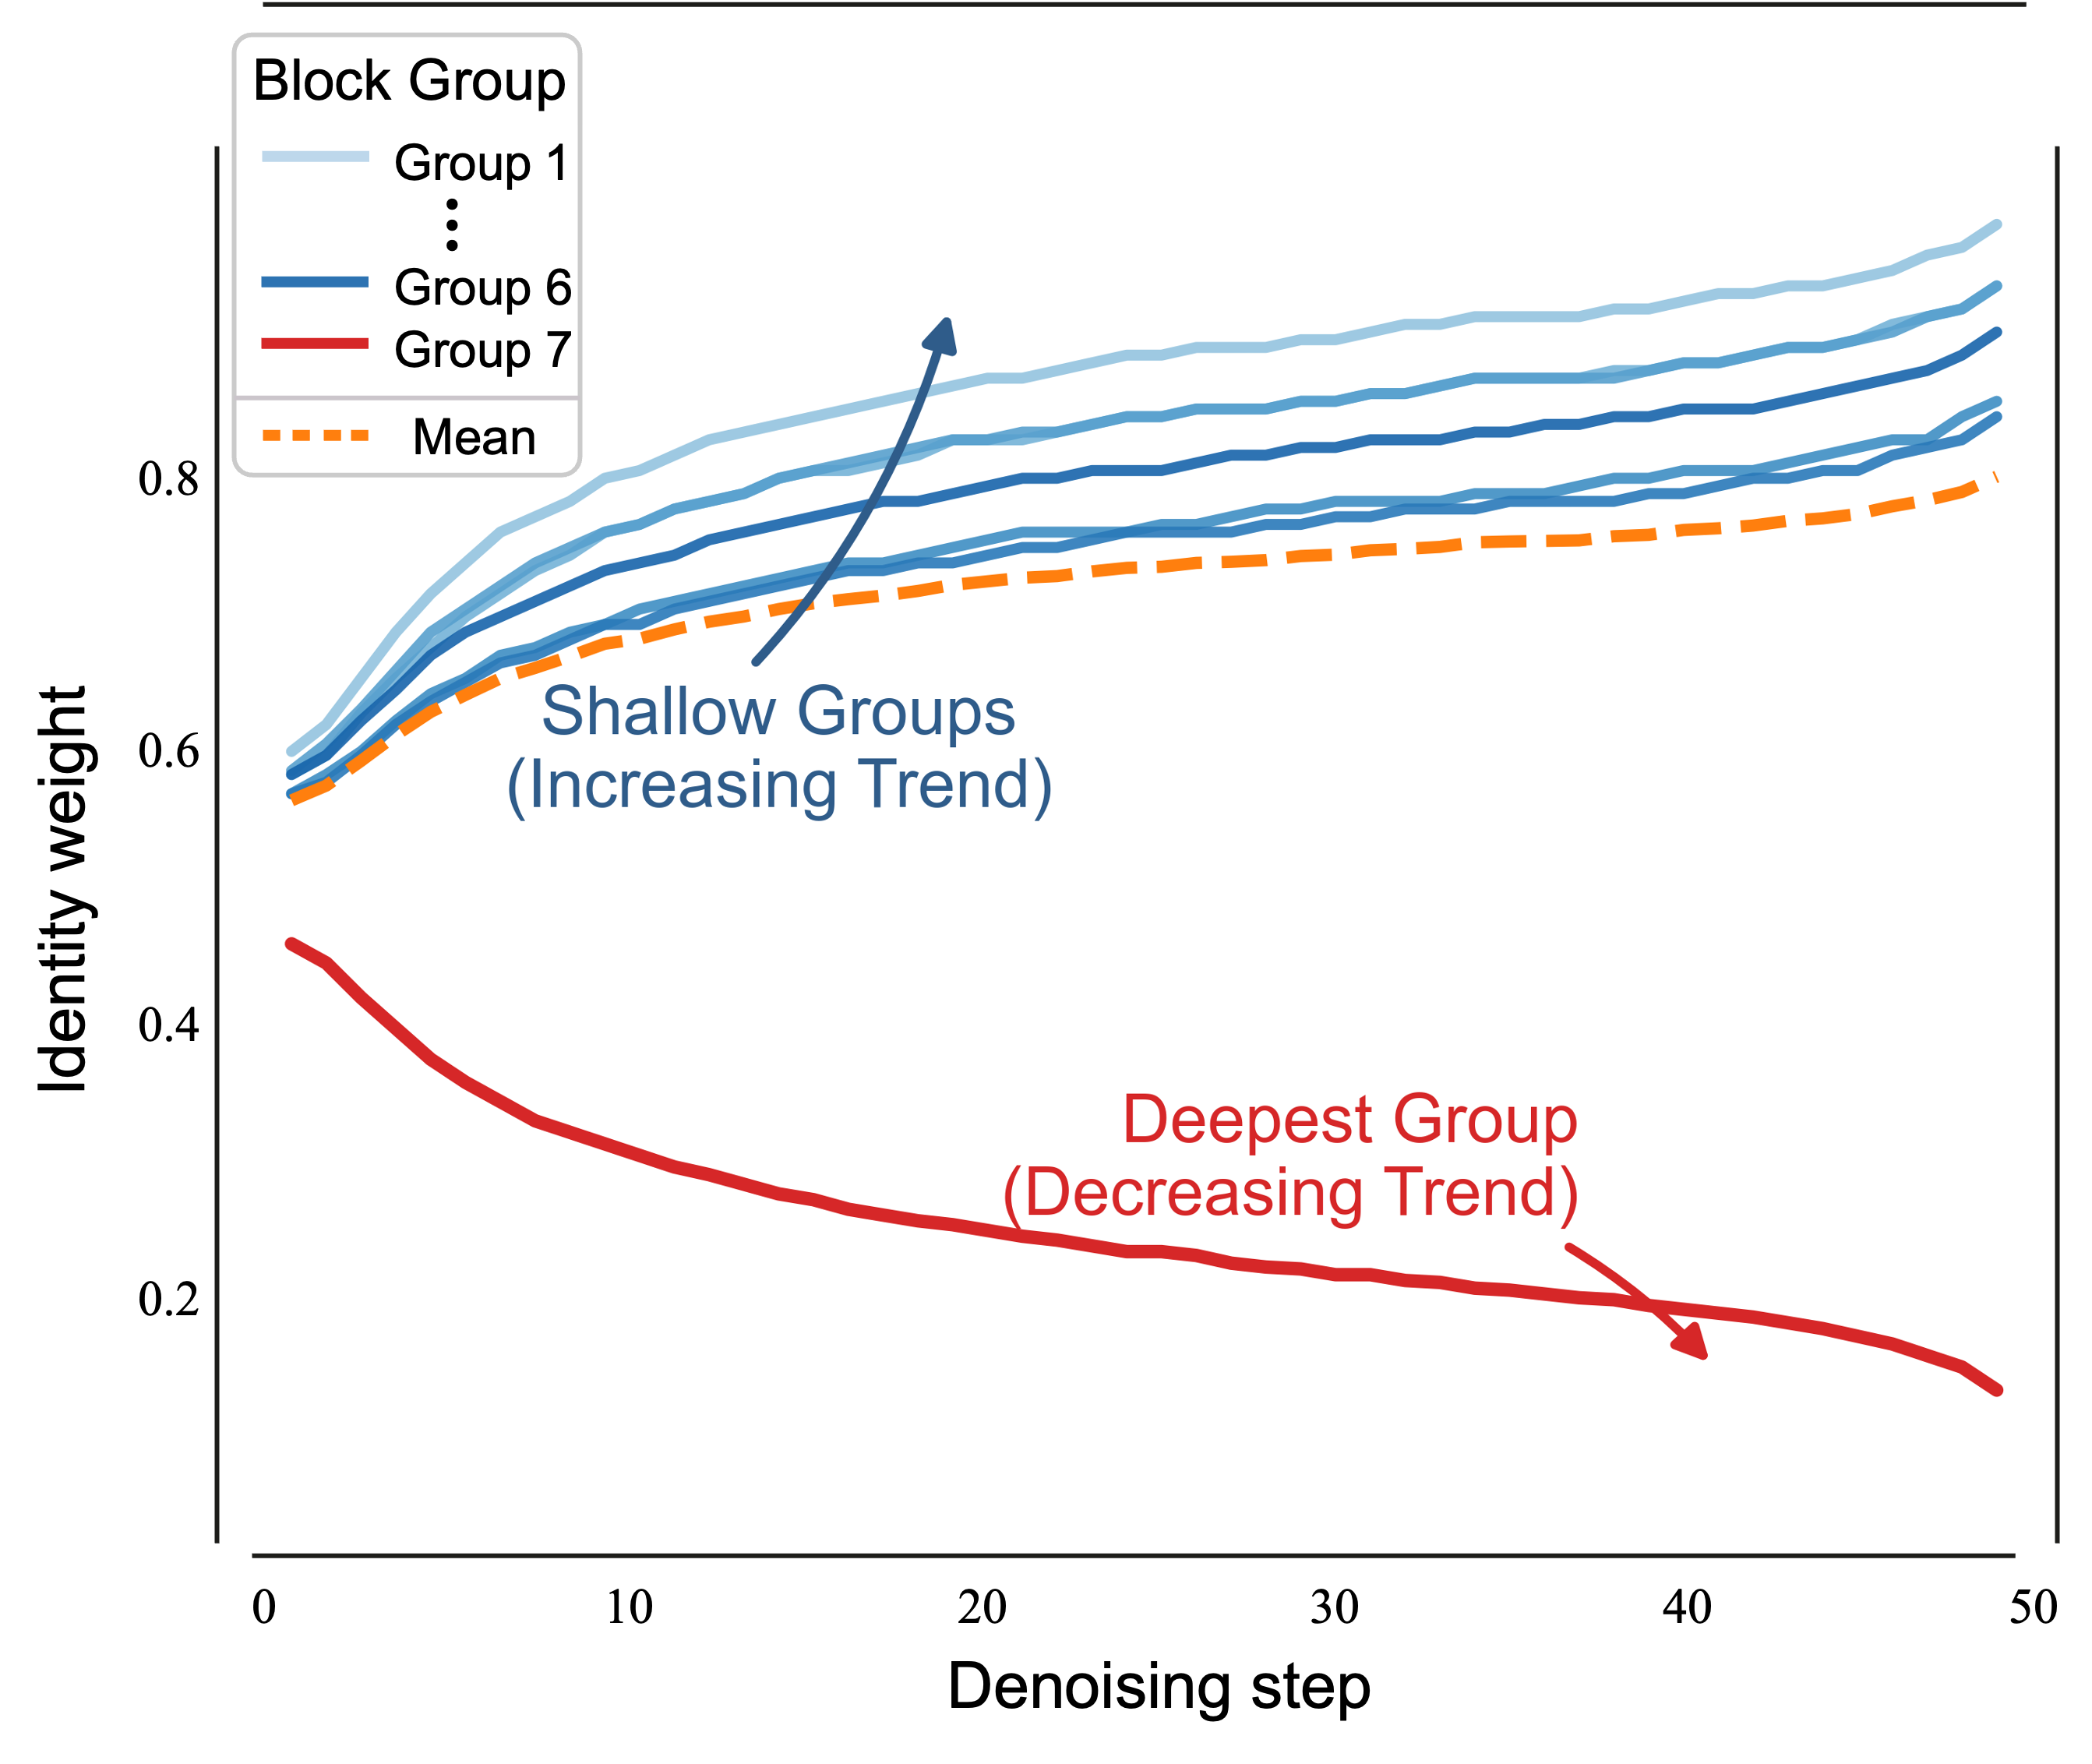 Block Group
Group 1
⋮
Group 6
Group 7
Mean
0.8
0.6
0.4
0.2
Identity weight
Shallow Groups
(Increasing Trend)
Deepest Group
(Decreasing Trend)
0 10 20 30 40 50
Denoising step